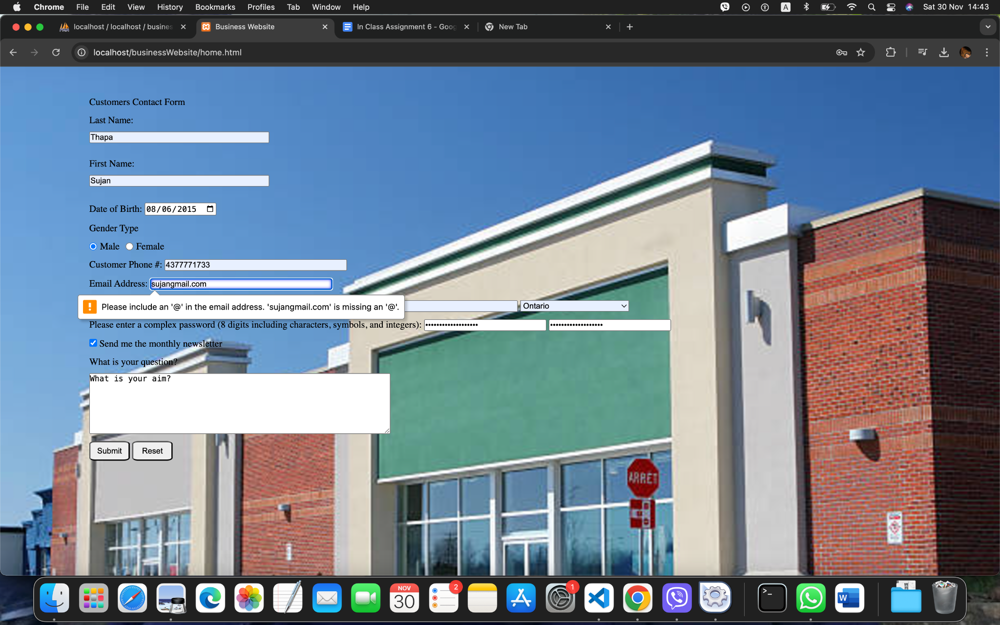 Chrome File Edit View History Bookmarks Profiles Tab Window Help A Sat 30 Nov 14:43
localhost / localhost / busines Business Website In Class Assignment 6 - Goog New Tab
localhost/businessWebsite/home.html
Customers Contact Form
Last Name:
Thapa
First Name:
Sujan
Date of Birth: 08/06/2015
Gender Type
Male Female
Customer Phone #: 4377771733
Email Address: sujangmail.com
! Please include an '@' in the email address. 'sujangmail.com' is missing an '@'. Ontario
Please enter a complex password (8 digits including characters, symbols, and integers): ••••••••••••••••••• •••••••••••••••••••
Send me the monthly newsletter
What is your question?
What is your aim?
Submit Reset
ARRET
NOV
30
2
1
>_
W